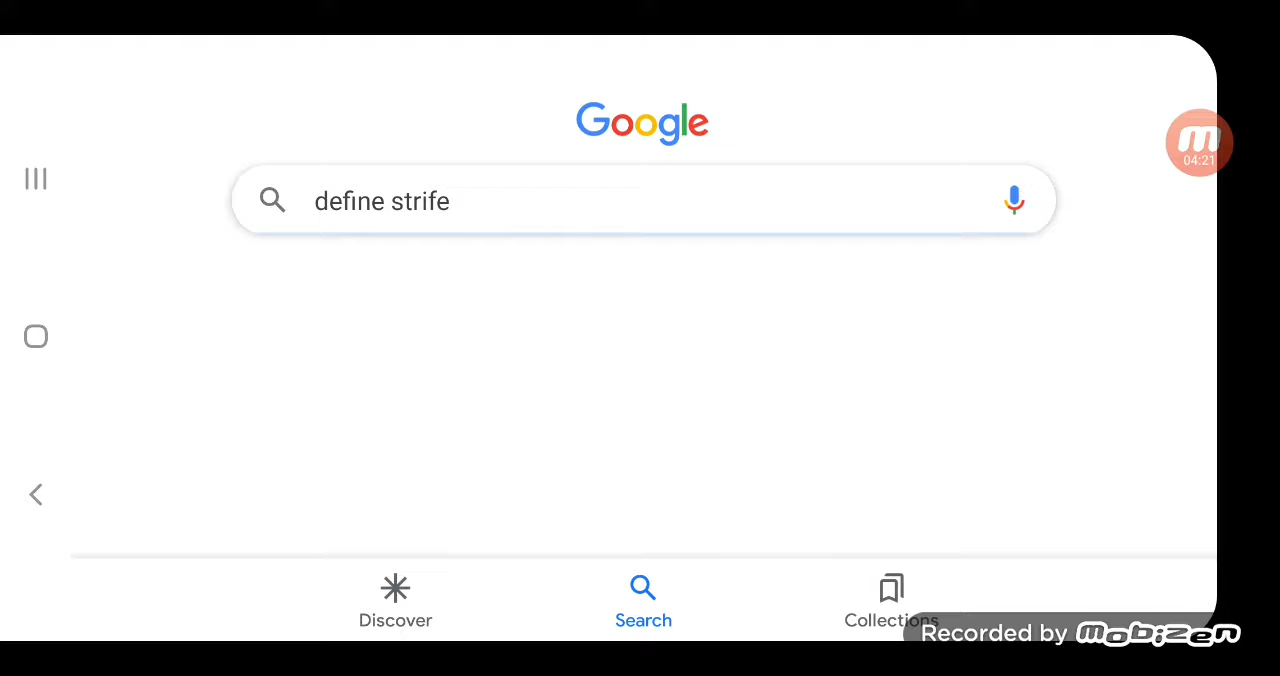 Google
define strife
04:21
Discover
Search
Collections
Recorded by mobizen